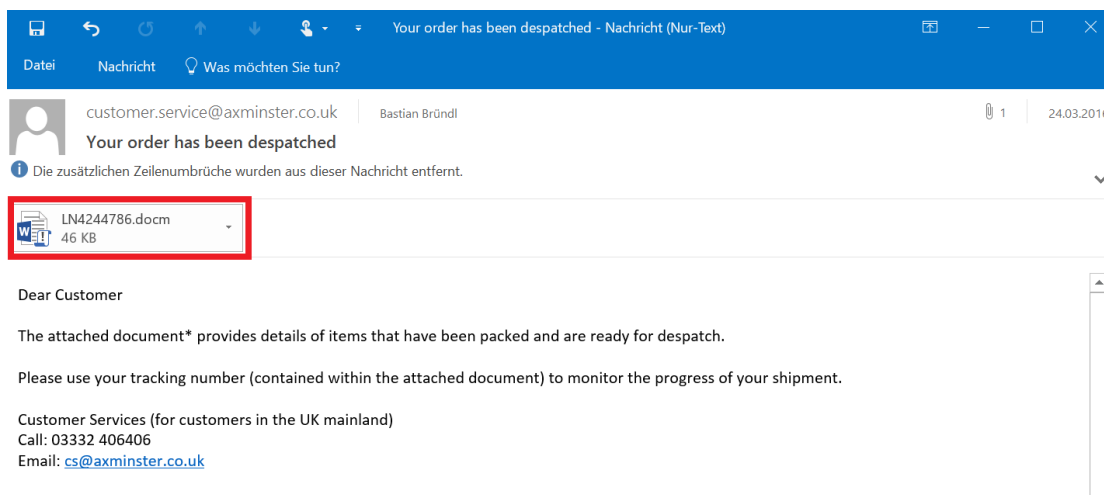 Your order has been despatched - Nachricht (Nur-Text)
Datei Nachricht Was möchten Sie tun?
customer.service@axminster.co.uk Bastian Bründl 1 24.03.2016
Your order has been despatched
Die zusätzlichen Zeilenumbrüche wurden aus dieser Nachricht entfernt.
LN4244786.docm
46 KB
Dear Customer
The attached document* provides details of items that have been packed and are ready for despatch.
Please use your tracking number (contained within the attached document) to monitor the progress of your shipment.
Customer Services (for customers in the UK mainland)
Call: 03332 406406
Email: cs@axminster.co.uk